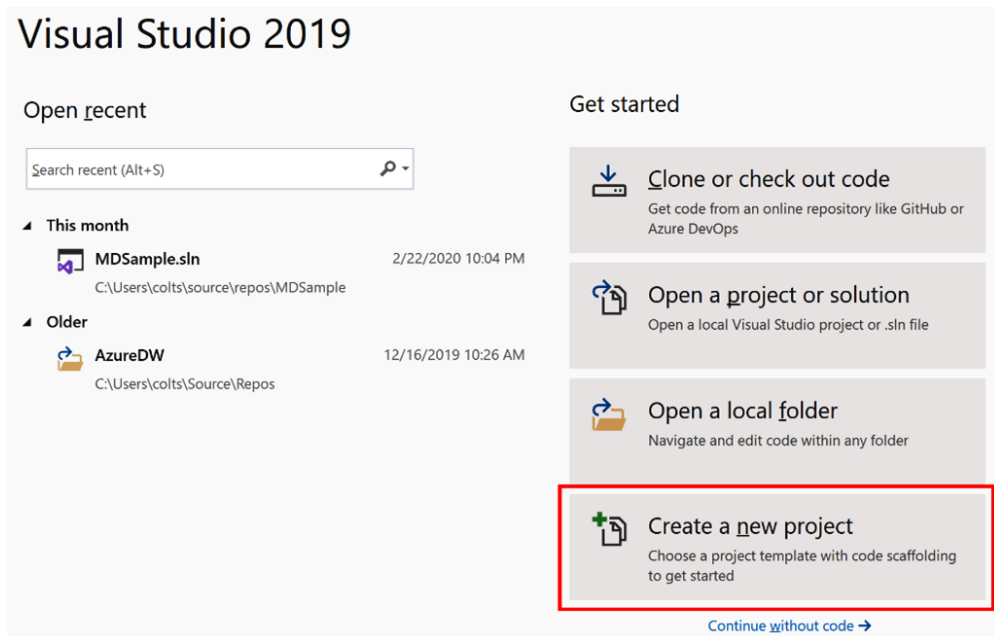 Visual Studio 2019
Open recent
Search recent (Alt+S)
This month
MDSample.sln 2/22/2020 10:04 PM
C:\Users\colts\source\repos\MDSample
Older
AzureDW 12/16/2019 10:26 AM
C:\Users\colts\Source\Repos
Get started
Clone or check out code
Get code from an online repository like GitHub or
Azure DevOps
Open a project or solution
Open a local Visual Studio project or .sln file
Open a local folder
Navigate and edit code within any folder
Create a new project
Choose a project template with code scaffolding
to get started
Continue without code →